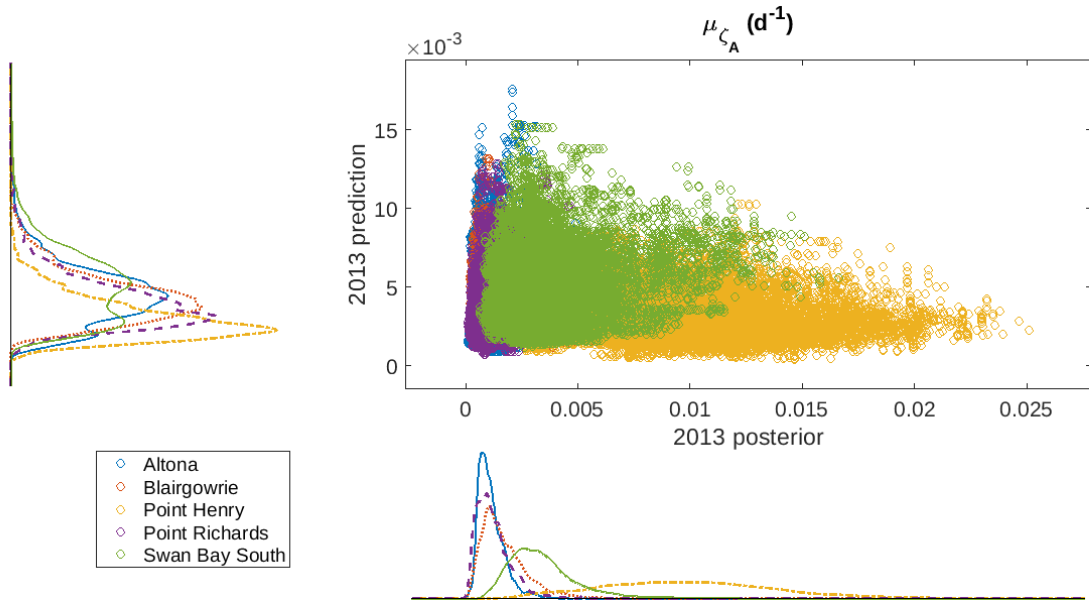 μ_ζ_A (d⁻¹)
×10⁻³
15
10
5
0
2013 prediction
0 0.005 0.01 0.015 0.02 0.025
2013 posterior
Altona
Blairgowrie
Point Henry
Point Richards
Swan Bay South